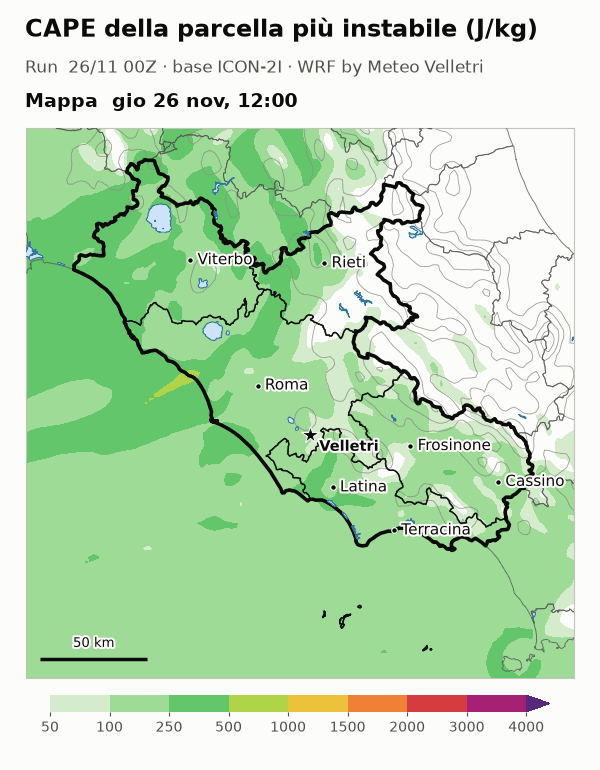 CAPE della parcella più instabile (J/kg)
Run  26/11 00Z · base ICON-2I · WRF by Meteo Velletri
Mappa  gio 26 nov, 12:00
Viterbo
Rieti
Roma
Velletri
Frosinone
Latina
Cassino
Terracina
50 km
50 100 250 500 1000 1500 2000 3000 4000